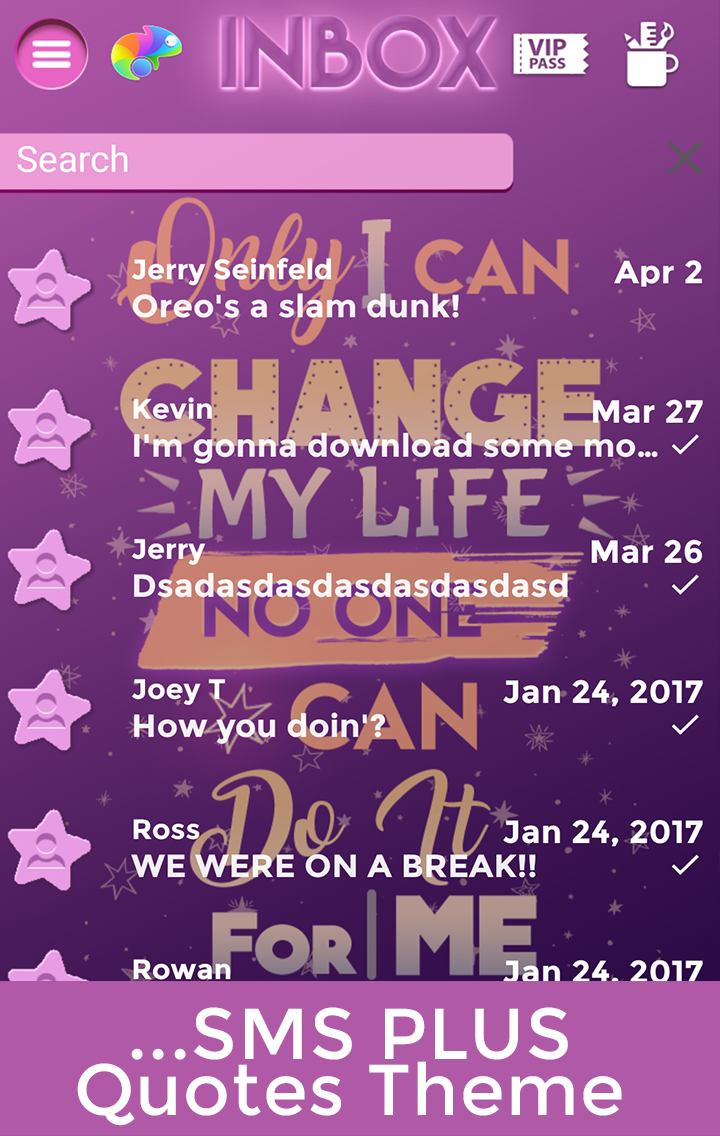 INBOX
VIP
PASS
Search
Only I CAN
Jerry Seinfeld
Apr 2
Oreo's a slam dunk!
CHANGE
Kevin
Mar 27
I'm gonna download some mo...
MY LIFE
Jerry
Mar 26
Dsadasdasdasdasdasdasd
NO ONE
Joey T
Jan 24, 2017
How you doin'?
CAN
Do It
Ross
Jan 24, 2017
WE WERE ON A BREAK!!
FOR ME
Rowan
Jan 24, 2017
...SMS PLUS
Quotes Theme